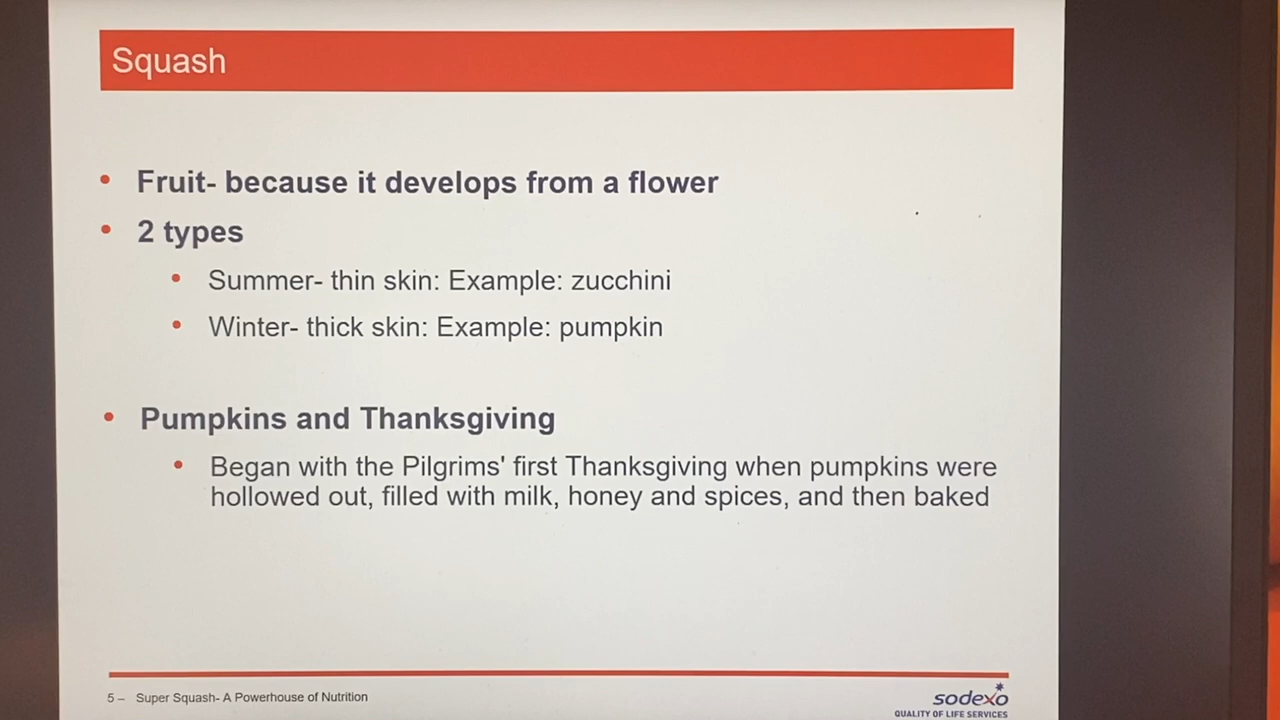 Squash
• Fruit- because it develops from a flower
• 2 types
• Summer- thin skin: Example: zucchini
• Winter- thick skin: Example: pumpkin
• Pumpkins and Thanksgiving
• Began with the Pilgrims' first Thanksgiving when pumpkins were
hollowed out, filled with milk, honey and spices, and then baked
5 – Super Squash- A Powerhouse of Nutrition
sodexo
QUALITY OF LIFE SERVICES